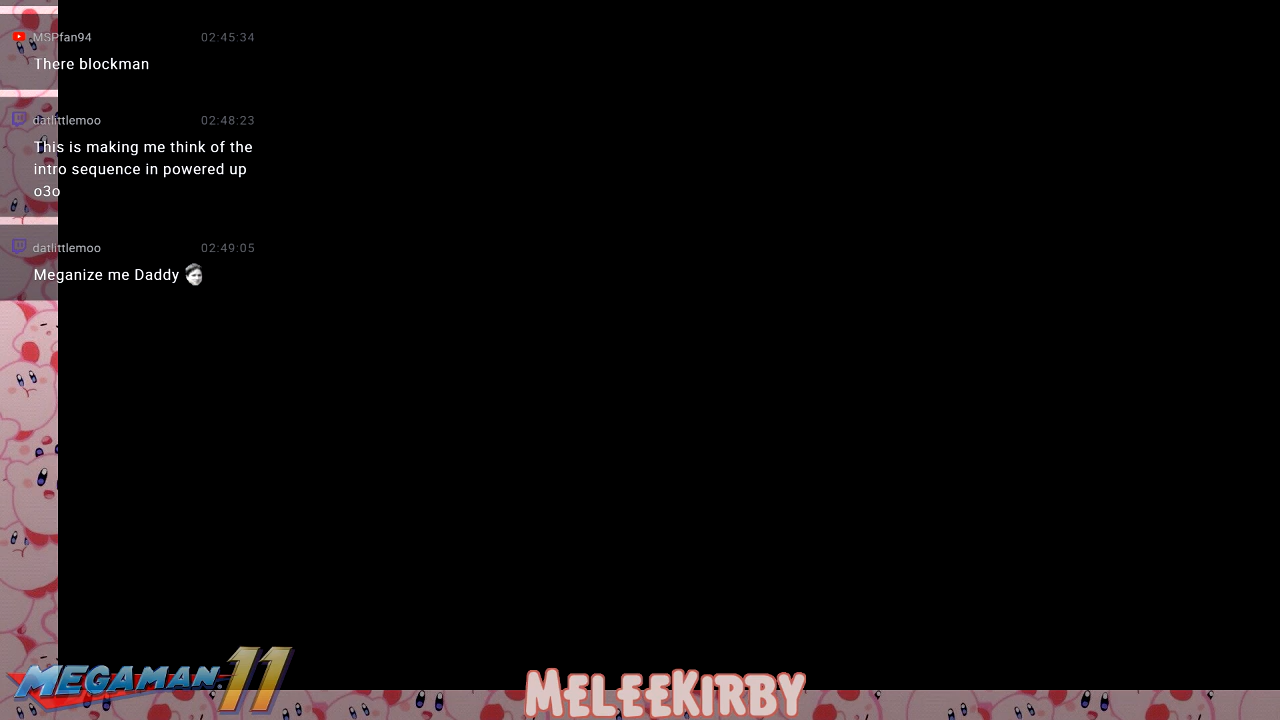 MSPfan94 02:45:34
There blockman
datlittlemoo 02:48:23
This is making me think of the
intro sequence in powered up
o3o
datlittlemoo 02:49:05
Meganize me Daddy
MEGAMAN.11
MELEEKIRBY